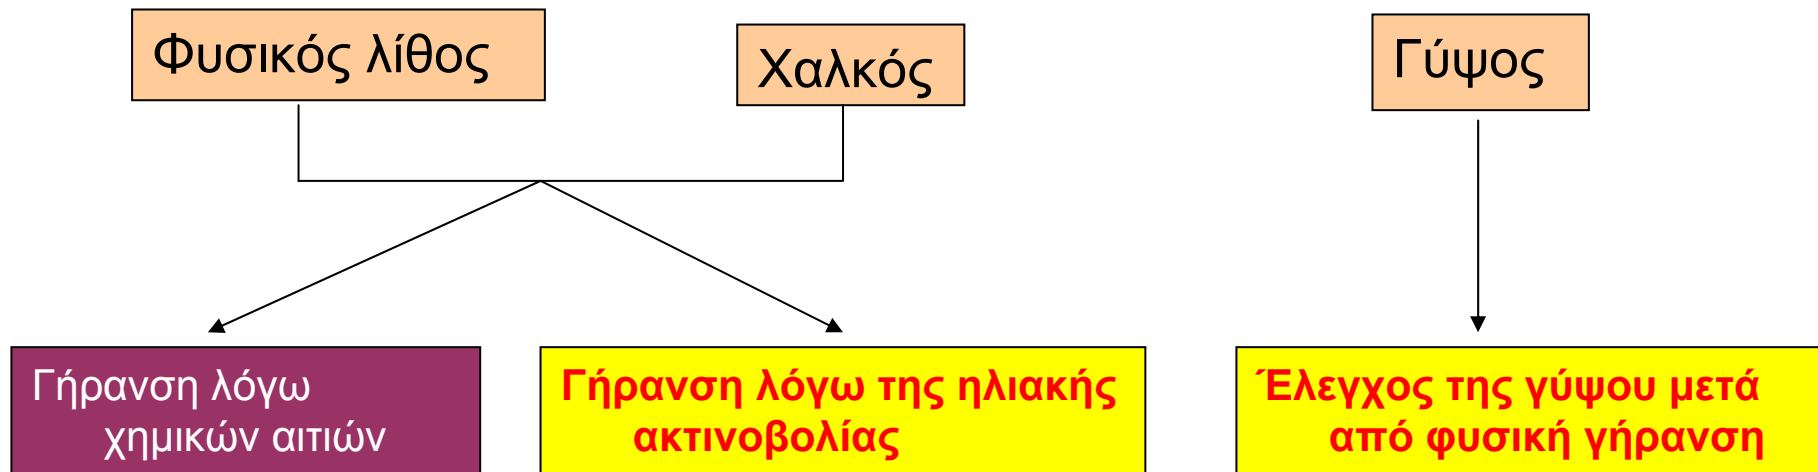 Φυσικός λίθος
Χαλκός
Γύψος
Γήρανση λόγω
χημικών αιτιών
Γήρανση λόγω της ηλιακής
ακτινοβολίας
Έλεγχος της γύψου μετά
από φυσική γήρανση